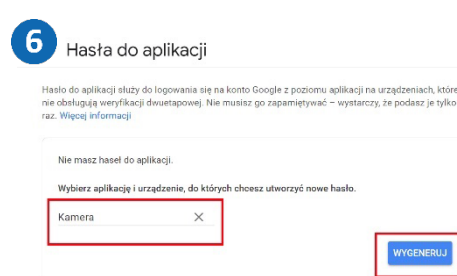 6
Hasła do aplikacji
Hasło do aplikacji służy do logowania się na konto Google z poziomu aplikacji na urządzeniach, które
nie obsługują weryfikacji dwuetapowej. Nie musisz go zapamiętywać – wystarczy, że podasz je tylko
raz. Więcej informacji
Nie masz haseł do aplikacji.
Wybierz aplikację i urządzenie, do których chcesz utworzyć nowe hasło.
Kamera
WYGENERUJ